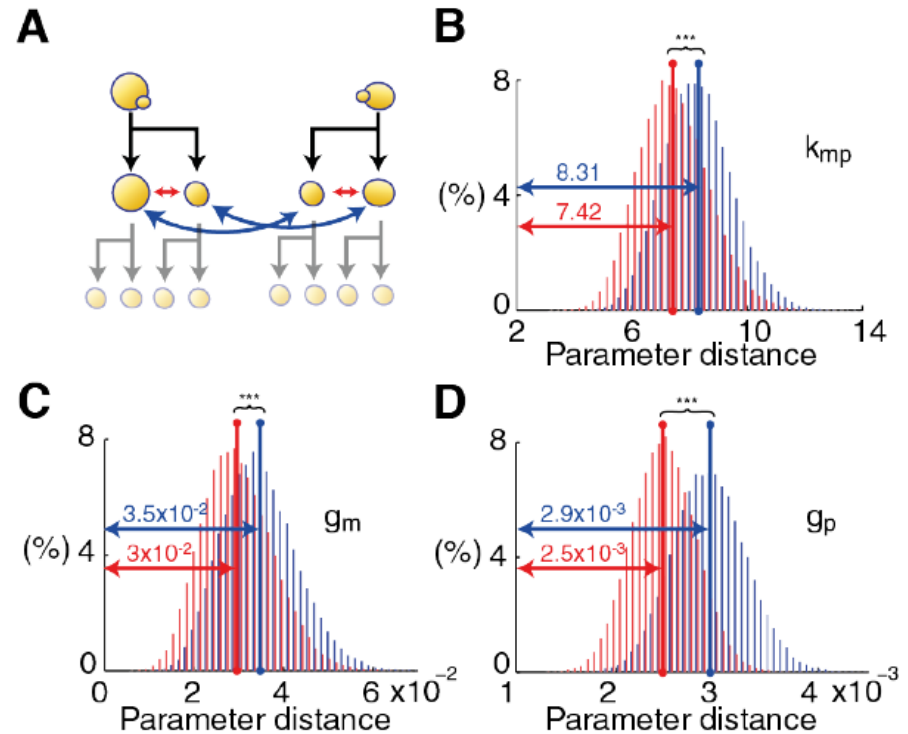 A
B
***
8
k_mp
8.31
(%) 4
7.42
0
2 6 10 14
Parameter distance
C
***
8
3.5x10^-2
g_m
(%) 4
3x10^-2
0
0 2 4 6 x10^-2
Parameter distance
D
***
8
2.9x10^-3
g_p
(%) 4
2.5x10^-3
0
1 2 3 4 x10^-3
Parameter distance